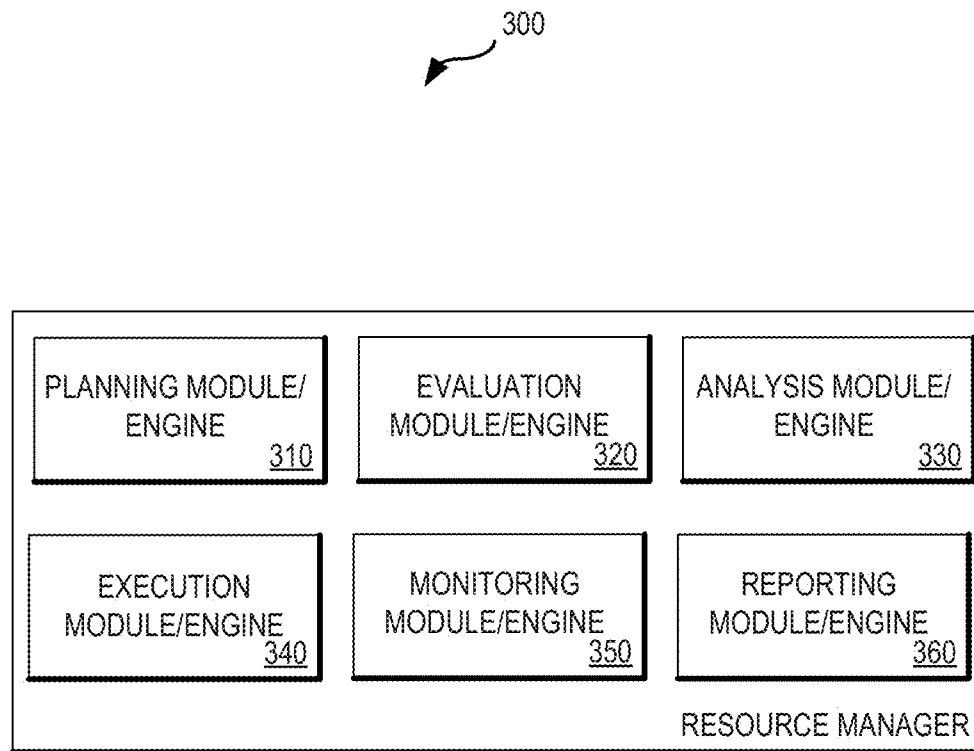 300
PLANNING MODULE/
ENGINE
310
EVALUATION
MODULE/ENGINE
320
ANALYSIS MODULE/
ENGINE
330
EXECUTION
MODULE/ENGINE
340
MONITORING
MODULE/ENGINE
350
REPORTING
MODULE/ENGINE
360
RESOURCE MANAGER